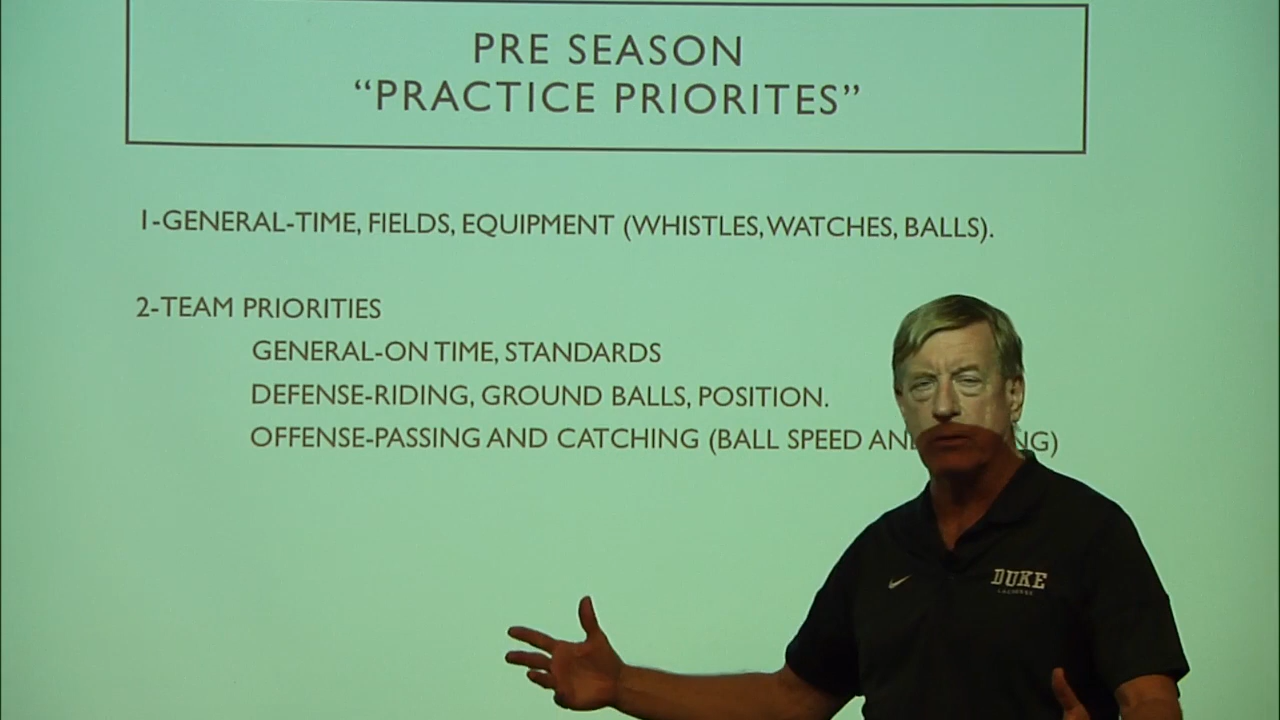 PRE SEASON
“PRACTICE PRIORITES”
1-GENERAL-TIME, FIELDS, EQUIPMENT (WHISTLES, WATCHES, BALLS).
2-TEAM PRIORITIES
GENERAL-ON TIME, STANDARDS
DEFENSE-RIDING, GROUND BALLS, POSITION.
OFFENSE-PASSING AND CATCHING (BALL SPEED
DUKE
LACROSSE